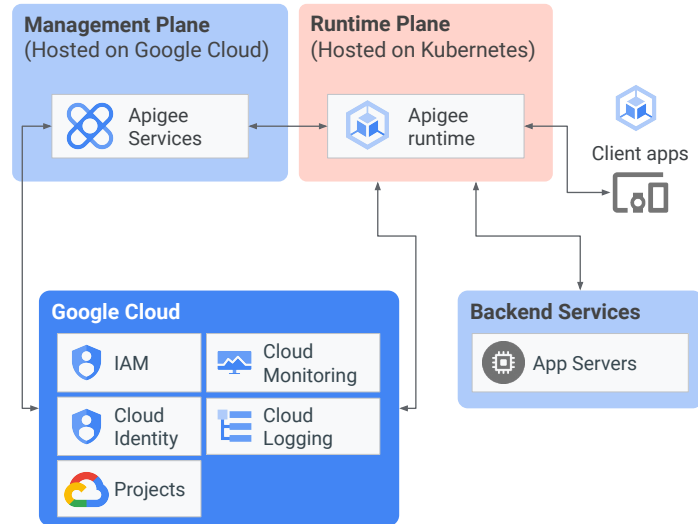 Management Plane
(Hosted on Google Cloud)
Apigee
Services
Runtime Plane
(Hosted on Kubernetes)
Apigee
runtime
Client apps
Google Cloud
IAM
Cloud
Monitoring
Cloud
Identity
Cloud
Logging
Projects
Backend Services
App Servers